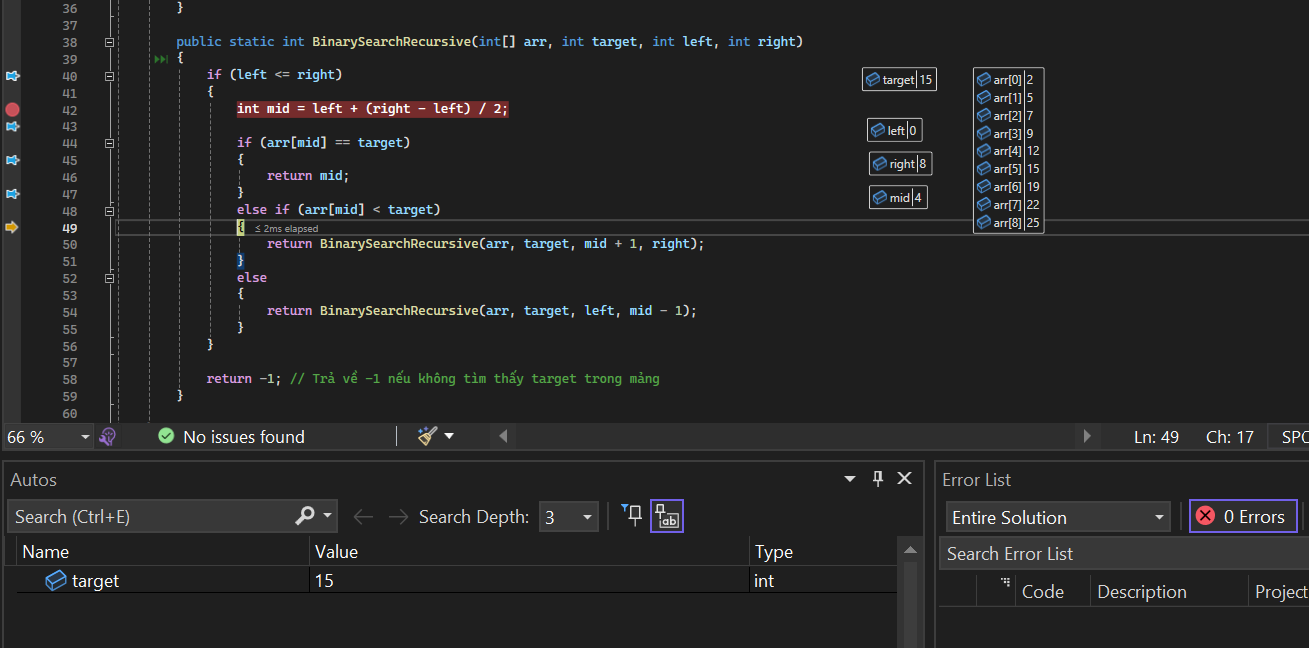 36 }
37
38 public static int BinarySearchRecursive(int[] arr, int target, int left, int right)
39 {
40 if (left <= right)
41 {
42 int mid = left + (right - left) / 2;
43
44 if (arr[mid] == target)
45 {
46 return mid;
47 }
48 else if (arr[mid] < target)
49 { ≤ 2ms elapsed
50 return BinarySearchRecursive(arr, target, mid + 1, right);
51 }
52 else
53 {
54 return BinarySearchRecursive(arr, target, left, mid - 1);
55 }
56 }
57
58 return -1; // Trả về -1 nếu không tìm thấy target trong mảng
59 }
60
target 15
left 0
right 8
mid 4
arr[0] 2
arr[1] 5
arr[2] 7
arr[3] 9
arr[4] 12
arr[5] 15
arr[6] 19
arr[7] 22
arr[8] 25
66 % No issues found Ln: 49 Ch: 17 SPC
Autos
Search (Ctrl+E) Search Depth: 3
Name Value Type
target 15 int
Error List
Entire Solution 0 Errors
Search Error List
Code Description Project